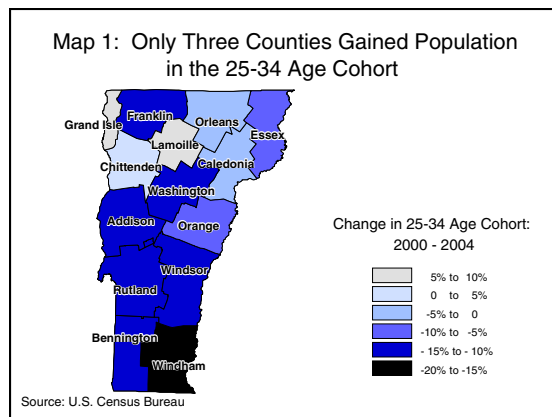 Map 1: Only Three Counties Gained Population
in the 25-34 Age Cohort
Grand Isle
Franklin
Orleans
Essex
Lamoille
Chittenden
Caledonia
Washington
Addison
Orange
Windsor
Rutland
Bennington
Windham
Change in 25-34 Age Cohort:
2000 - 2004
5% to 10%
0 to 5%
-5% to 0
-10% to -5%
- 15% to - 10%
-20% to -15%
Source: U.S. Census Bureau